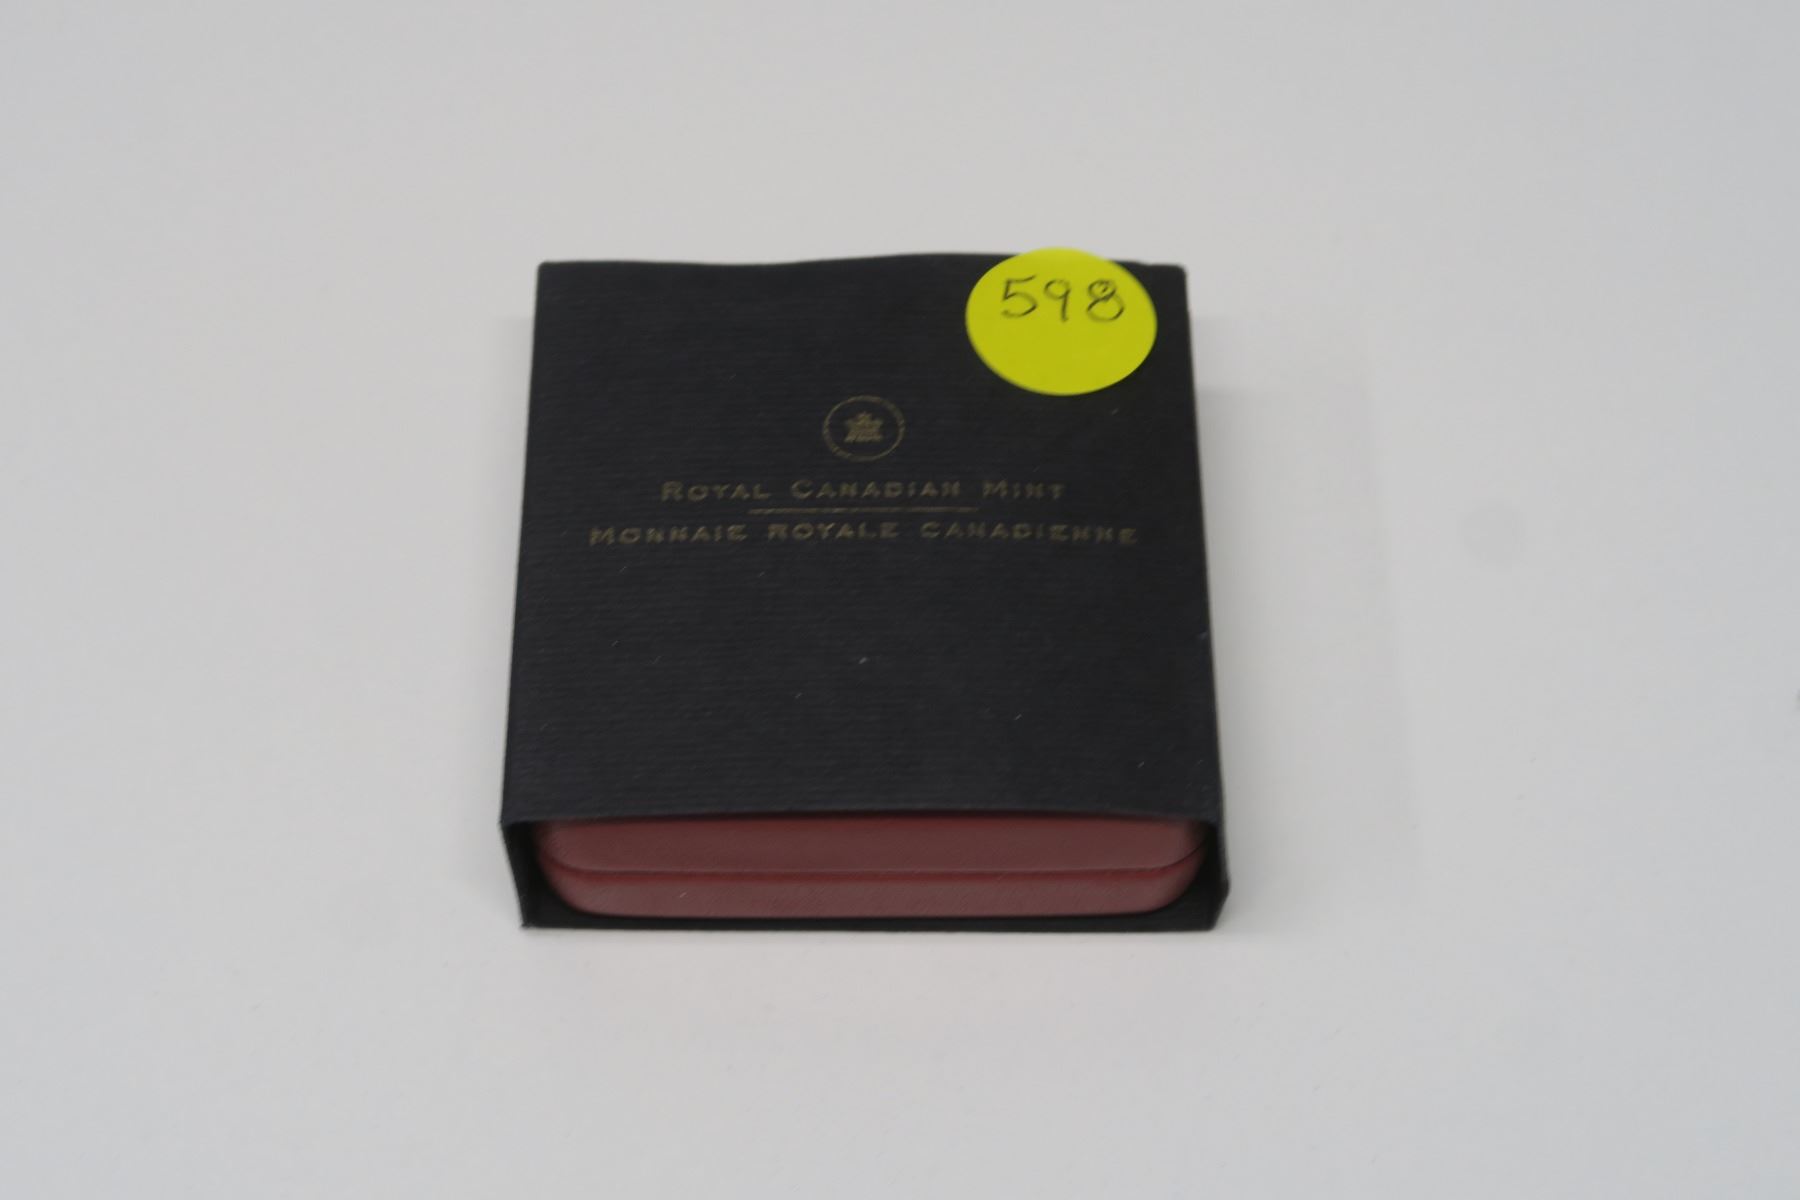 598
ROYAL CANADIAN MINT
MONNAIE ROYALE CANADIENNE